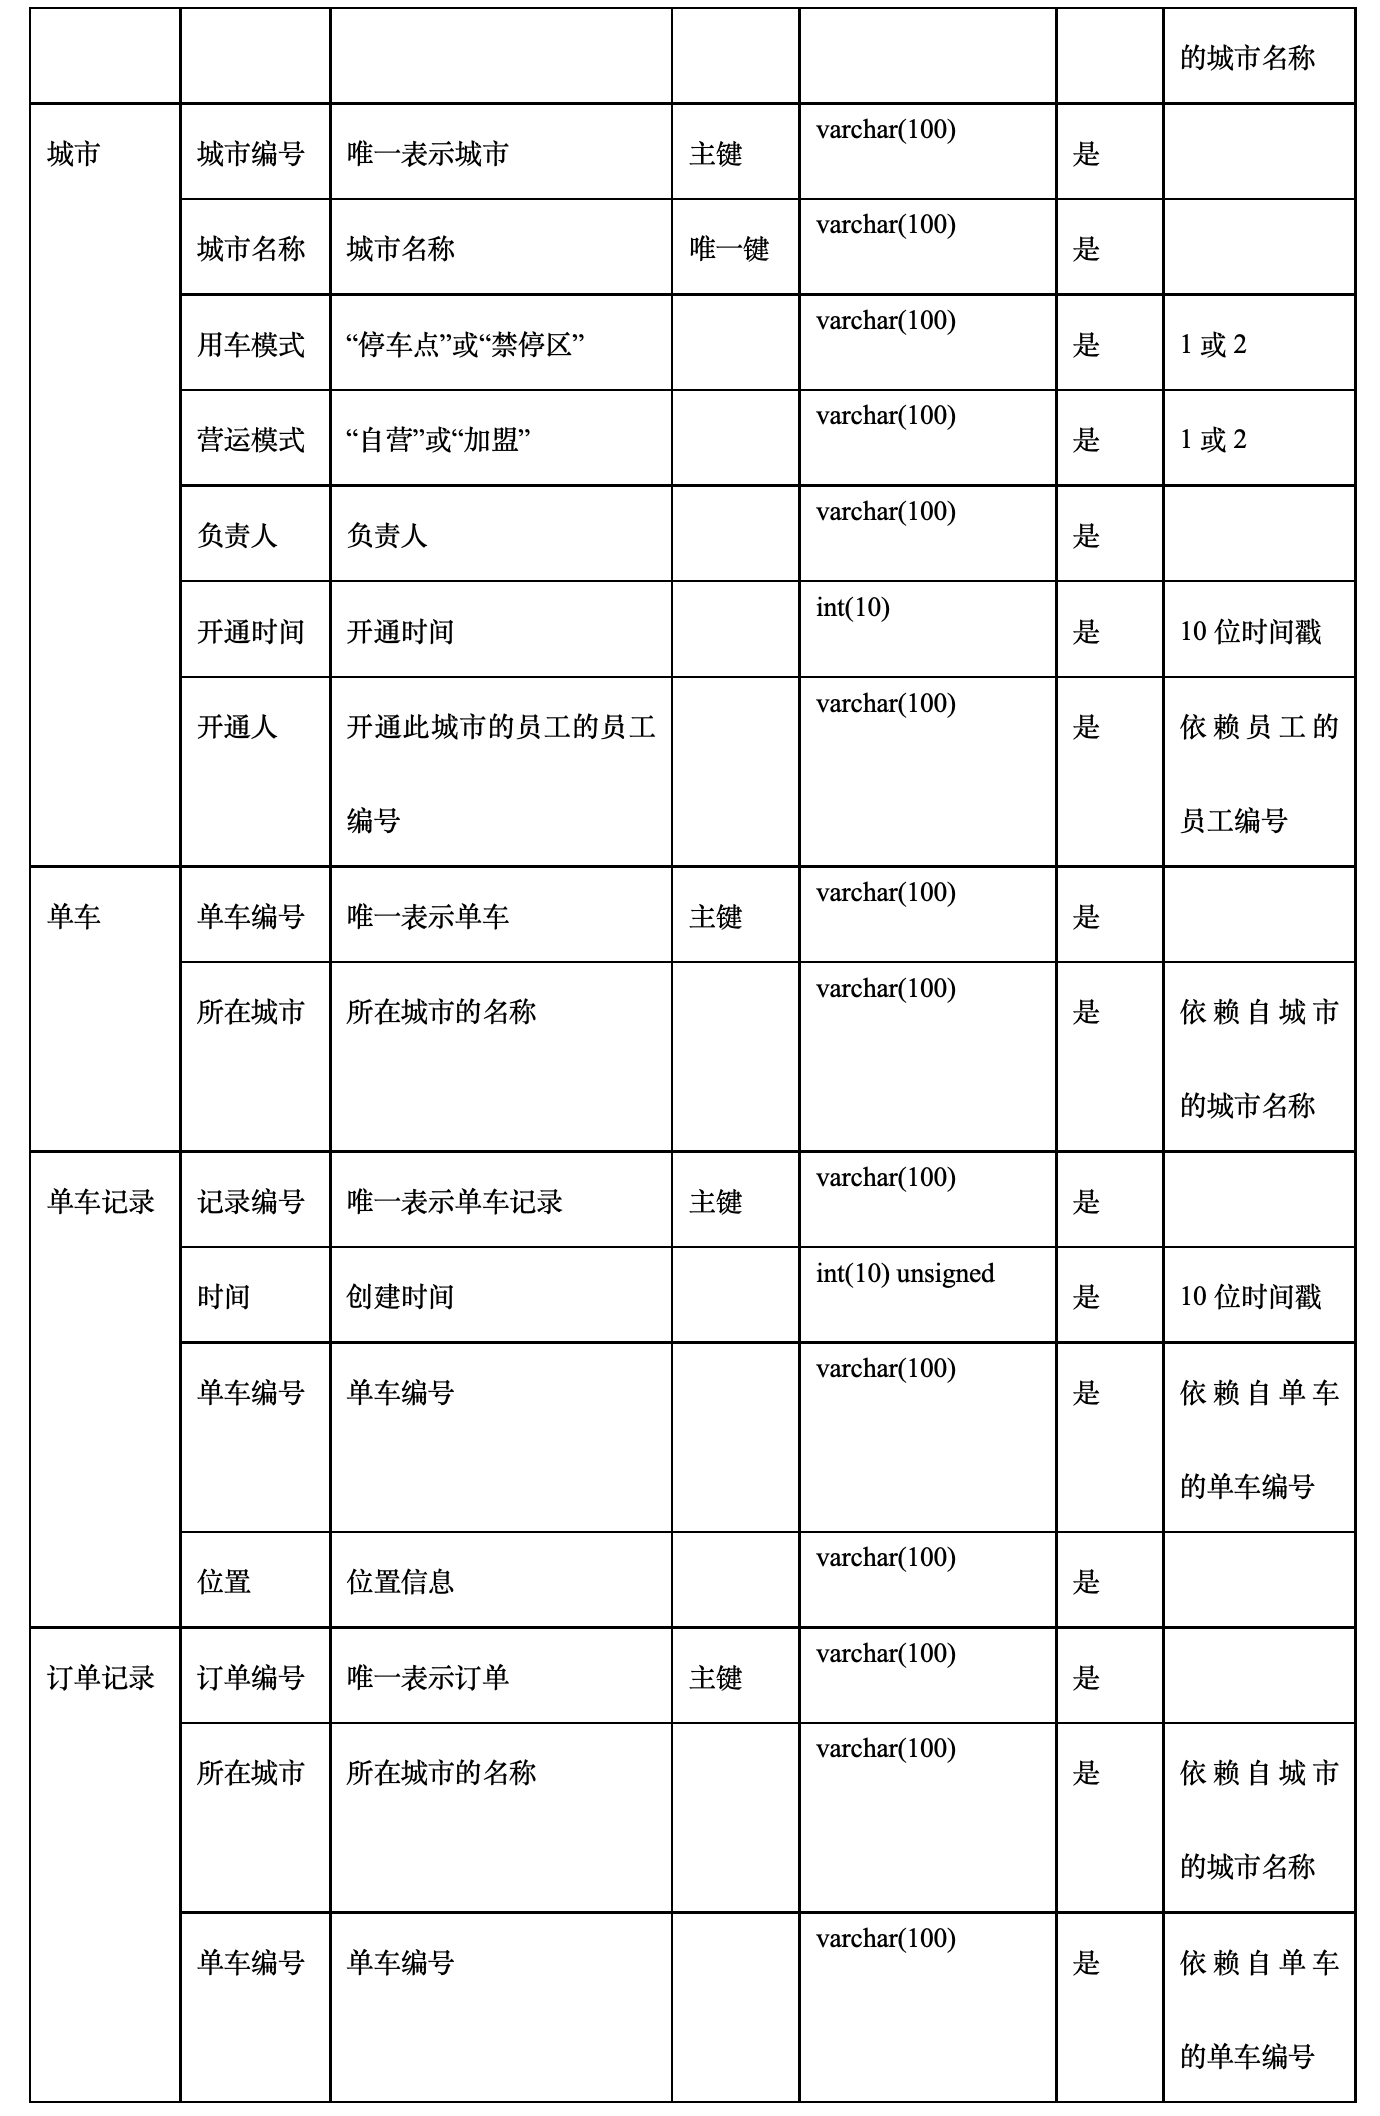 的城市名称
城市 城市编号 唯一表示城市 主键 varchar(100) 是
城市名称 城市名称 唯一键 varchar(100) 是
用车模式 “停车点”或“禁停区” varchar(100) 是 1 或 2
营运模式 “自营”或“加盟” varchar(100) 是 1 或 2
负责人 负责人 varchar(100) 是
开通时间 开通时间 int(10) 是 10 位时间戳
开通人 开通此城市的员工的员工 varchar(100) 是 依赖员工的
编号 员工编号
单车 单车编号 唯一表示单车 主键 varchar(100) 是
所在城市 所在城市的名称 varchar(100) 是 依赖自城市
的城市名称
单车记录 记录编号 唯一表示单车记录 主键 varchar(100) 是
时间 创建时间 int(10) unsigned 是 10 位时间戳
单车编号 单车编号 varchar(100) 是 依赖自单车
的单车编号
位置 位置信息 varchar(100) 是
订单记录 订单编号 唯一表示订单 主键 varchar(100) 是
所在城市 所在城市的名称 varchar(100) 是 依赖自城市
的城市名称
单车编号 单车编号 varchar(100) 是 依赖自单车
的单车编号